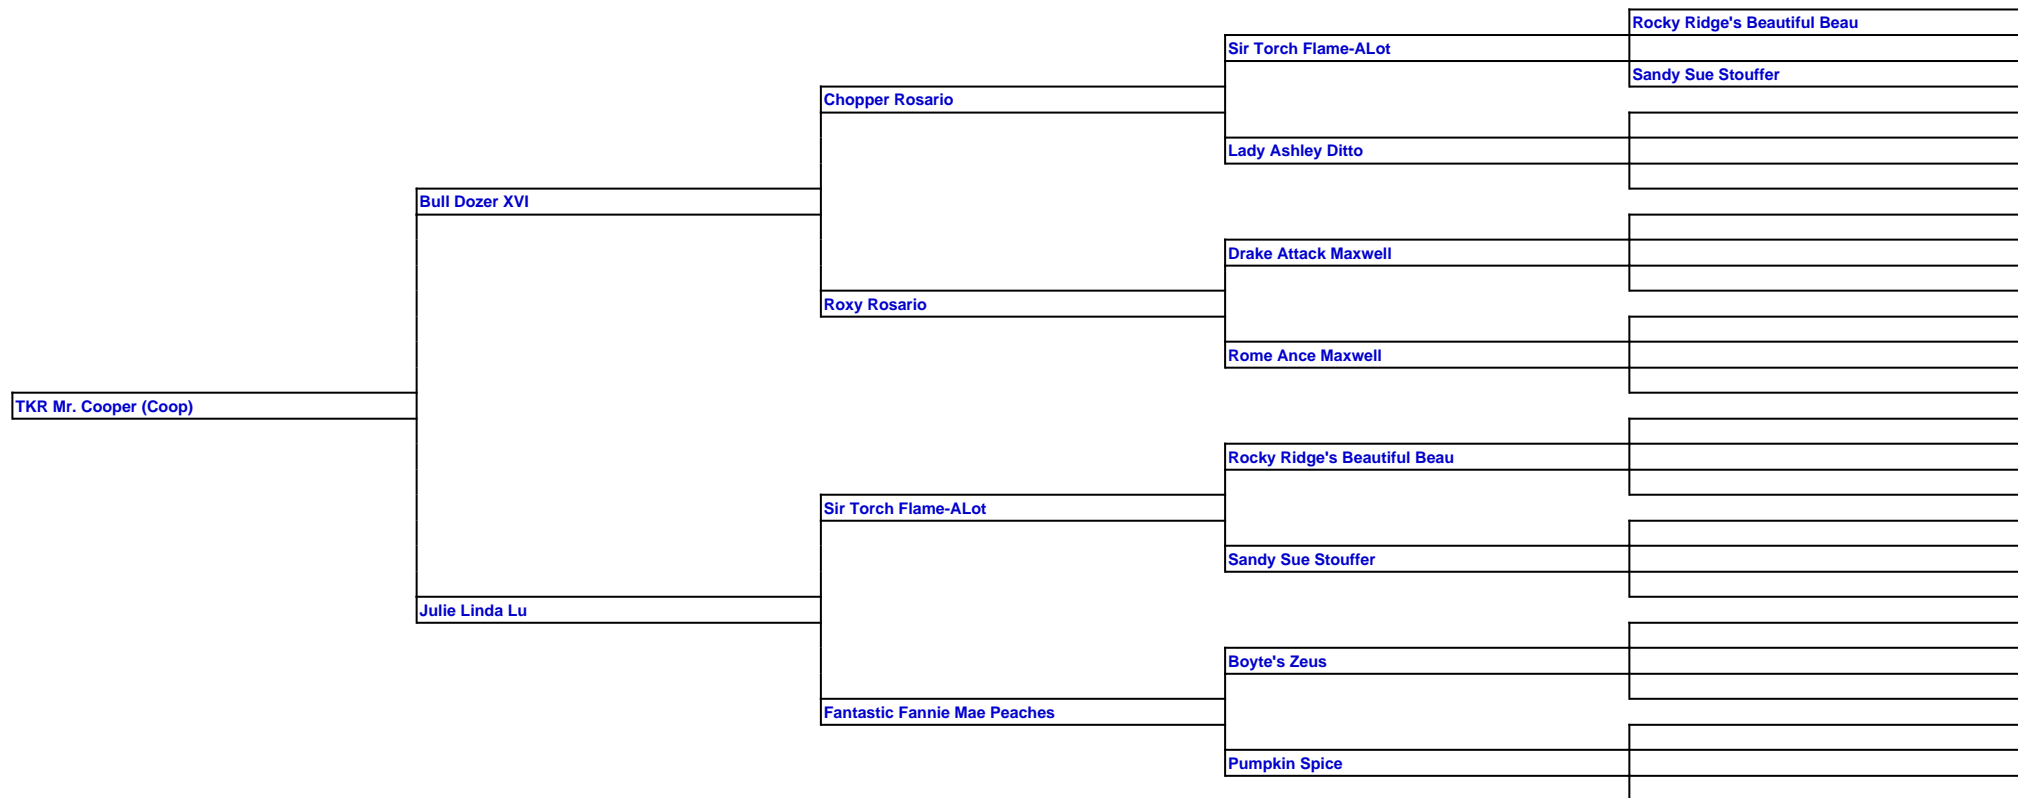 Rocky Ridge's Beautiful Beau
Sir Torch Flame-ALot
Sandy Sue Stouffer
Chopper Rosario
Lady Ashley Ditto
Bull Dozer XVI
Drake Attack Maxwell
Roxy Rosario
Rome Ance Maxwell
TKR Mr. Cooper (Coop)
Rocky Ridge's Beautiful Beau
Sir Torch Flame-ALot
Sandy Sue Stouffer
Julie Linda Lu
Boyte's Zeus
Fantastic Fannie Mae Peaches
Pumpkin Spice